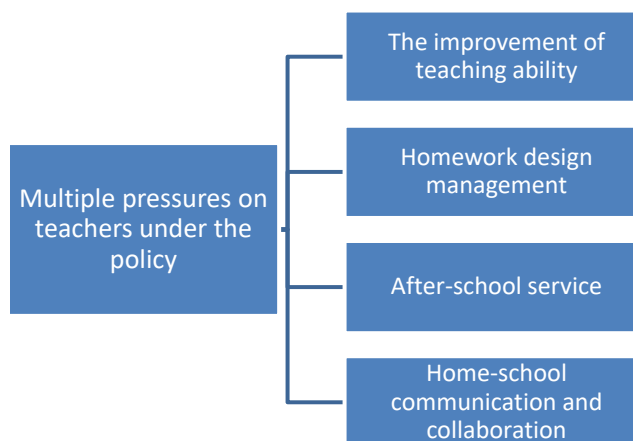 Multiple pressures on
teachers under the
policy
The improvement of
teaching ability
Homework design
management
After-school service
Home-school
communication and
collaboration